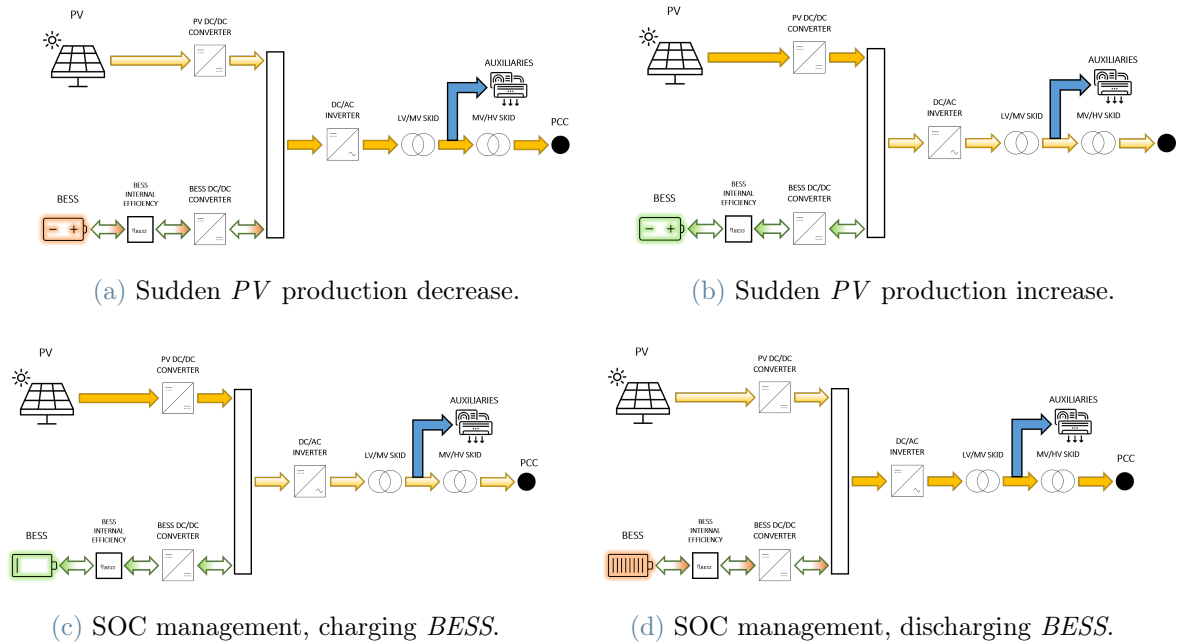 PV
PV DC/DC
CONVERTER
AUXILIARIES
DC/AC
INVERTER
LV/MV SKID
MV/HV SKID
PCC
BESS
BESS
INTERNAL
EFFICIENCY
BESS DC/DC
CONVERTER
− +
ηBESS
(a) Sudden PV production decrease.
PV
PV DC/DC
CONVERTER
AUXILIARIES
DC/AC
INVERTER
LV/MV SKID
MV/HV SKID
BESS
BESS
INTERNAL
EFFICIENCY
BESS DC/DC
CONVERTER
− +
ηBESS
(b) Sudden PV production increase.
PV
PV DC/DC
CONVERTER
AUXILIARIES
DC/AC
INVERTER
LV/MV SKID
MV/HV SKID
PCC
BESS
BESS
INTERNAL
EFFICIENCY
BESS DC/DC
CONVERTER
ηBESS
(c) SOC management, charging BESS.
PV
PV DC/DC
CONVERTER
AUXILIARIES
DC/AC
INVERTER
LV/MV SKID
MV/HV SKID
PCC
BESS
BESS
INTERNAL
EFFICIENCY
BESS DC/DC
CONVERTER
ηBESS
(d) SOC management, discharging BESS.